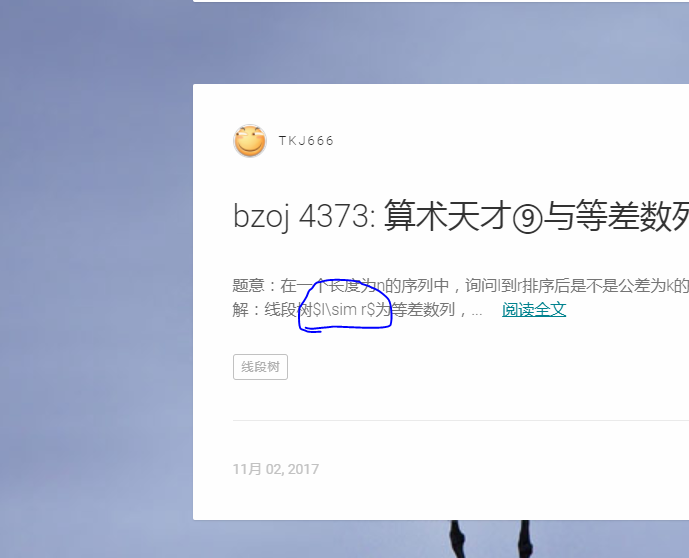 TKJ666
bzoj 4373: 算术天才⑨与等差数列
题意：在一个长度为n的序列中，询问l到r排序后是不是公差为k的
解：线段树$l\sim r$为等差数列，... 阅读全文
线段树
11月 02, 2017